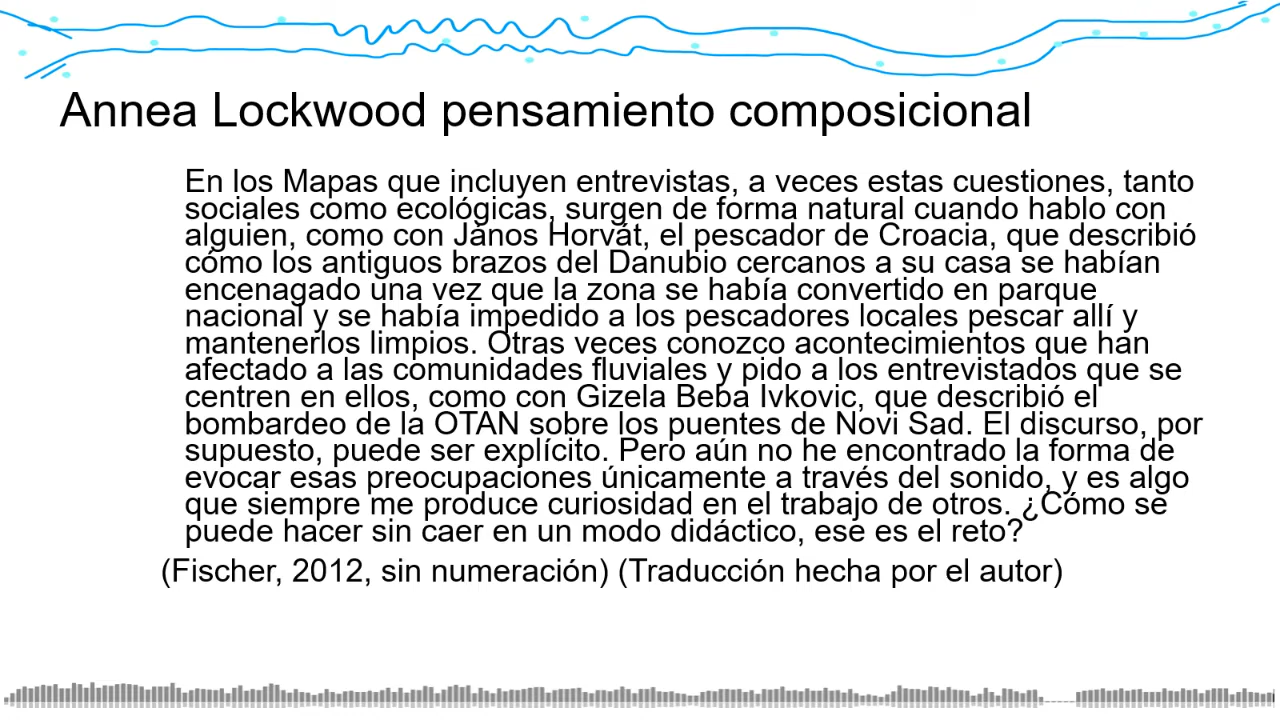 Annea Lockwood pensamiento composicional
En los Mapas que incluyen entrevistas, a veces estas cuestiones, tanto
sociales como ecológicas, surgen de forma natural cuando hablo con
alguien, como con János Horvát, el pescador de Croacia, que describió
cómo los antiguos brazos del Danubio cercanos a su casa se habían
encenagado una vez que la zona se había convertido en parque
nacional y se había impedido a los pescadores locales pescar allí y
mantenerlos limpios. Otras veces conozco acontecimientos que han
afectado a las comunidades fluviales y pido a los entrevistados que se
centren en ellos, como con Gizela Beba Ivkovic, que describió el
bombardeo de la OTAN sobre los puentes de Novi Sad. El discurso, por
supuesto, puede ser explícito. Pero aún no he encontrado la forma de
evocar esas preocupaciones únicamente a través del sonido, y es algo
que siempre me produce curiosidad en el trabajo de otros. ¿Cómo se
puede hacer sin caer en un modo didáctico, ese es el reto?
(Fischer, 2012, sin numeración) (Traducción hecha por el autor)